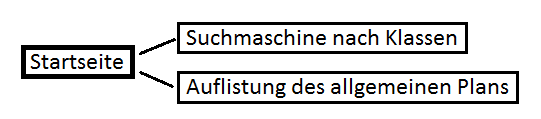 Startseite
Suchmaschine nach Klassen
Auflistung des allgemeinen Plans